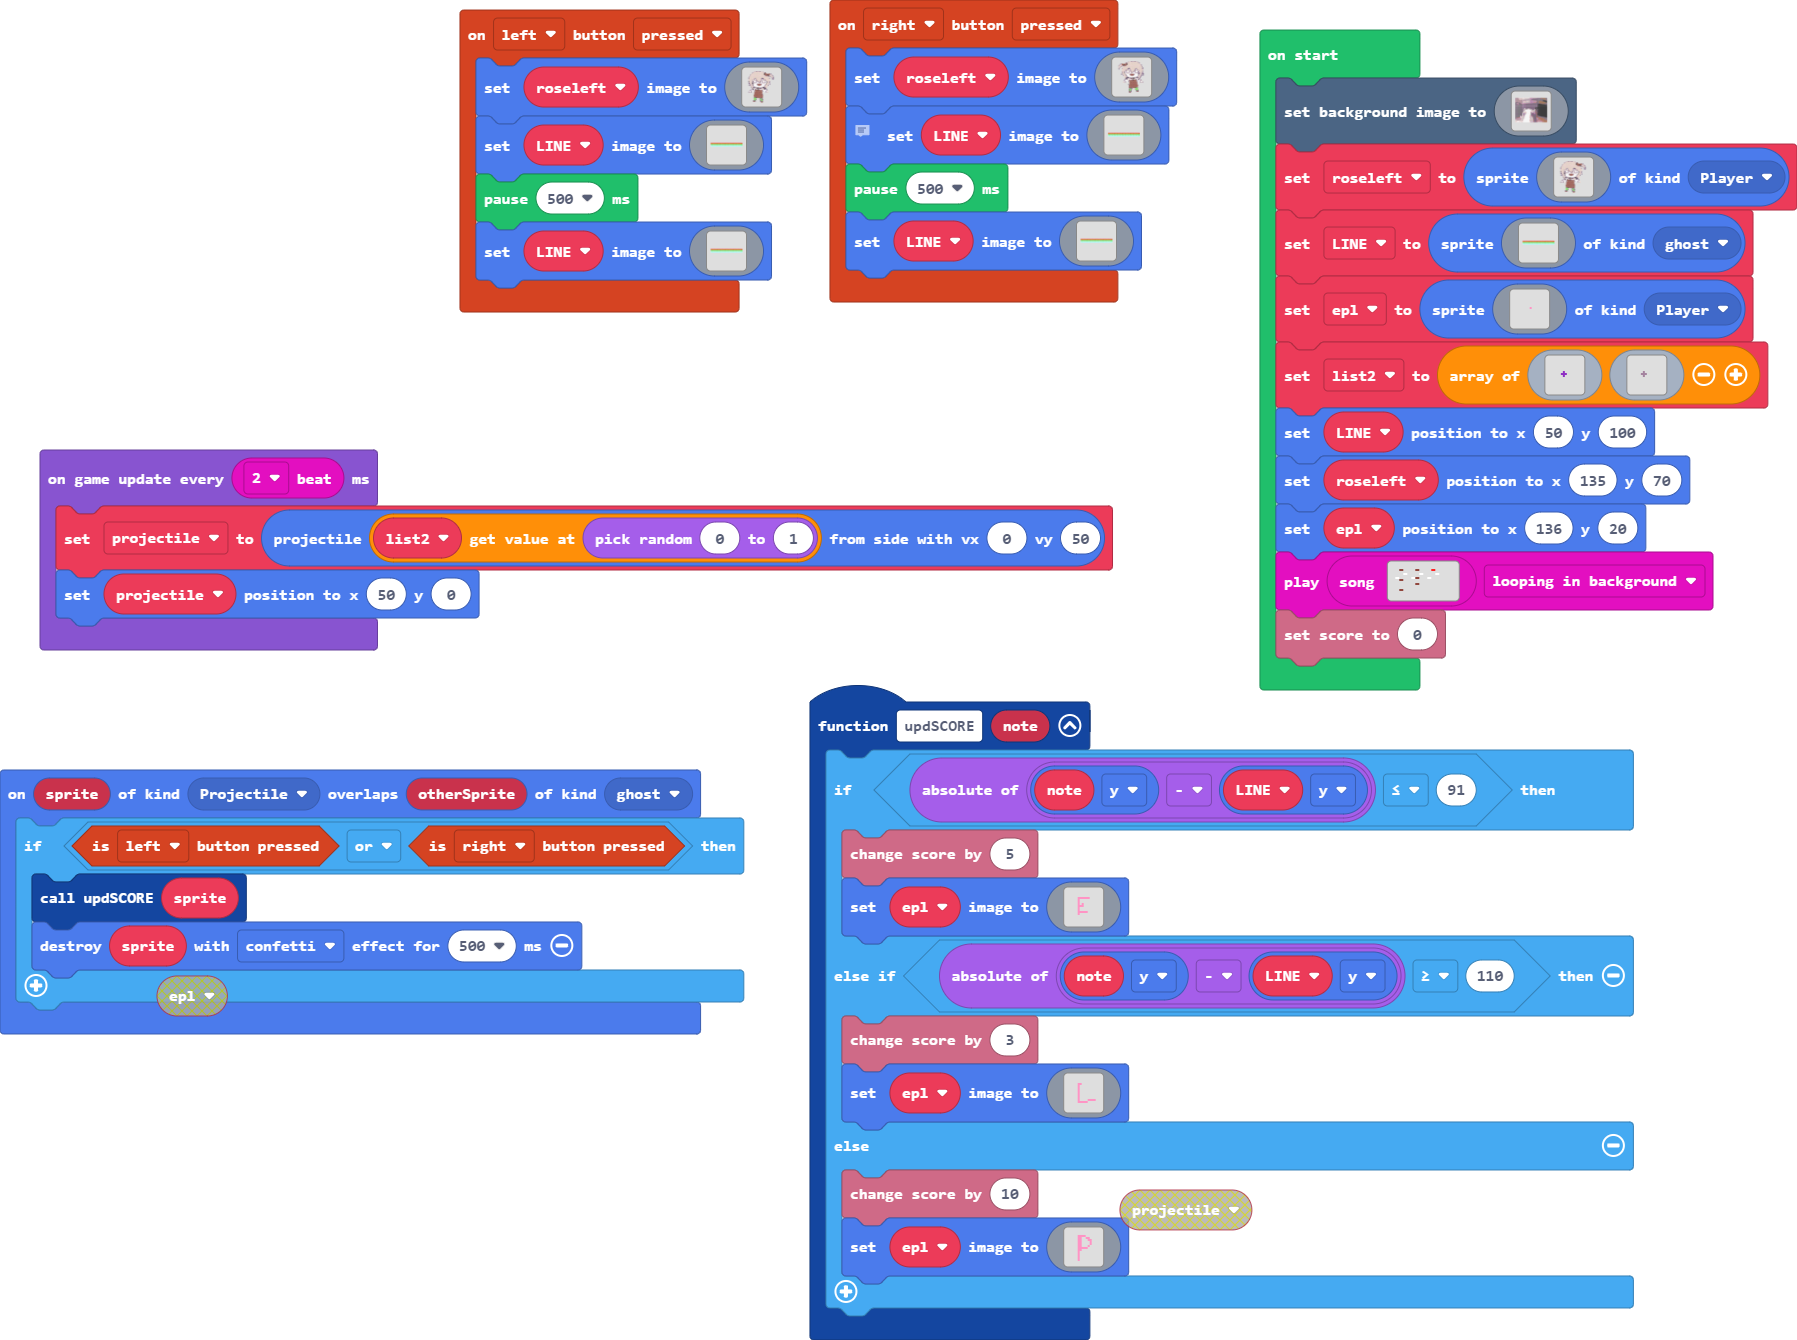 on left button pressed
set roseleft image to
set LINE image to
pause 500 ms
set LINE image to
on right button pressed
set roseleft image to
set LINE image to
pause 500 ms
set LINE image to
on start
set background image to
set roseleft to sprite of kind Player
set LINE to sprite of kind ghost
set epl to sprite of kind Player
set list2 to array of
set LINE position to x 50 y 100
set roseleft position to x 135 y 70
set epl position to x 136 y 20
play song looping in background
set score to 0
on game update every 2 beat ms
set projectile to projectile list2 get value at pick random 0 to 1 from side with vx 0 vy 50
set projectile position to x 50 y 0
on sprite of kind Projectile overlaps otherSprite of kind ghost
if is left button pressed or is right button pressed then
call updSCORE sprite
destroy sprite with confetti effect for 500 ms
epl
function updSCORE note
if absolute of note y - LINE y ≤ 91 then
change score by 5
set epl image to E
else if absolute of note y - LINE y ≥ 110 then
change score by 3
set epl image to L
else
change score by 10
projectile
set epl image to P